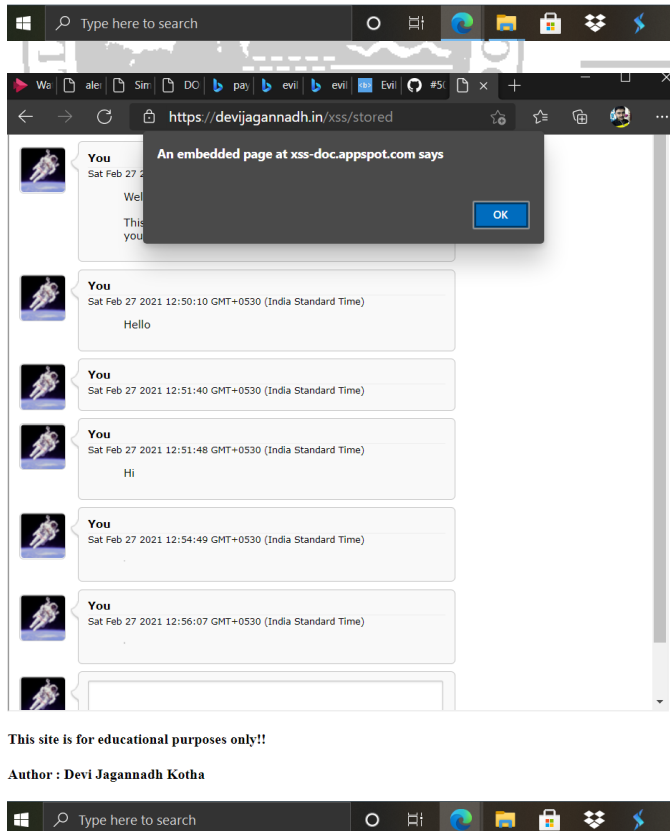 Type here to search
Wa
aler
Sim
DO
pay
evil
evil
Evil
#50
https://devijagannadh.in/xss/stored
An embedded page at xss-doc.appspot.com says
OK
You
Sat Feb 27 2
Wel
This
you
You
Sat Feb 27 2021 12:50:10 GMT+0530 (India Standard Time)
Hello
You
Sat Feb 27 2021 12:51:40 GMT+0530 (India Standard Time)
You
Sat Feb 27 2021 12:51:48 GMT+0530 (India Standard Time)
Hi
You
Sat Feb 27 2021 12:54:49 GMT+0530 (India Standard Time)
You
Sat Feb 27 2021 12:56:07 GMT+0530 (India Standard Time)
This site is for educational purposes only!!
Author : Devi Jagannadh Kotha
Type here to search